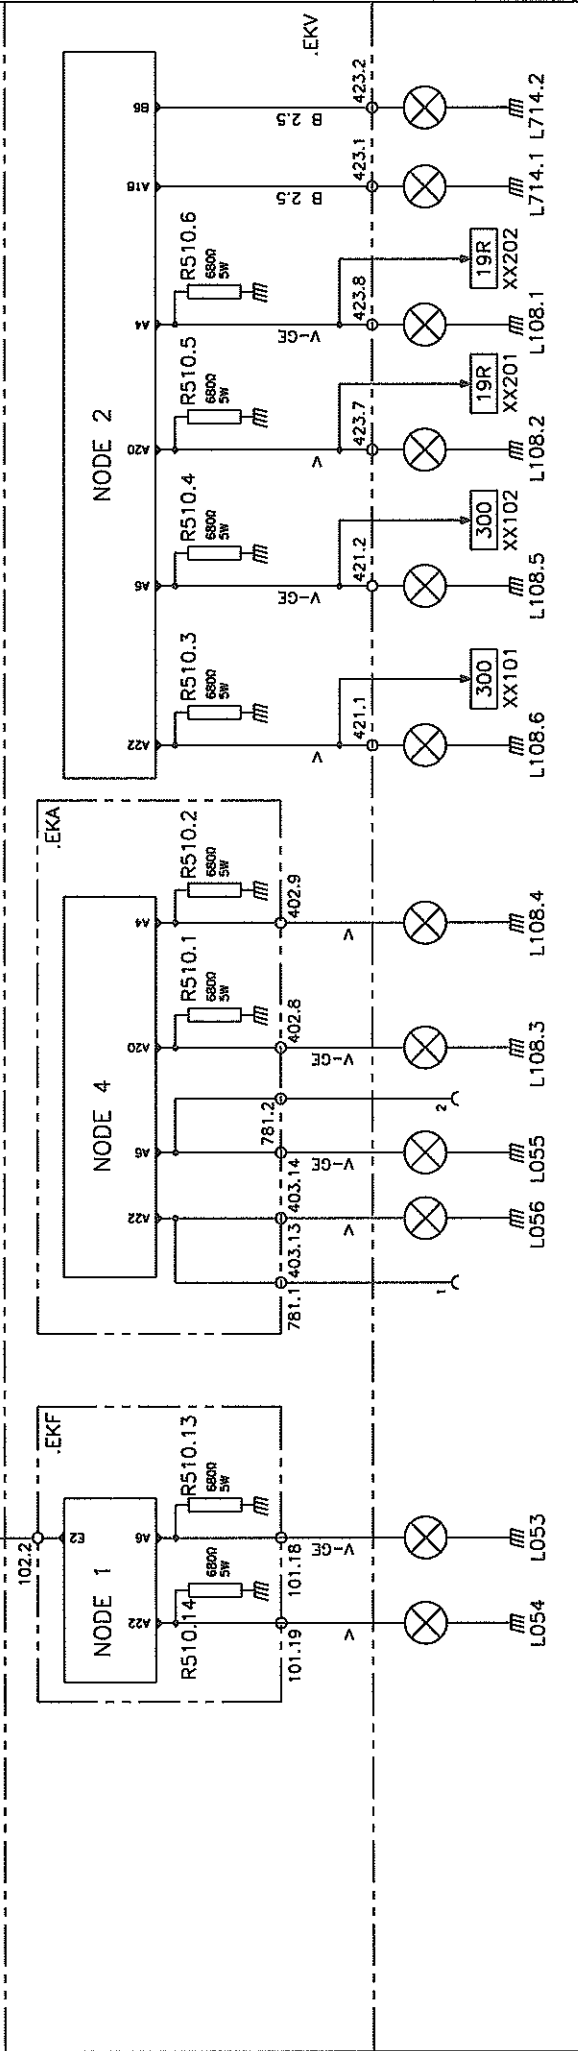 .EKV
NODE 2
B6
B 2.5
423.2
L714.2
A18
B 2.5
423.1
L714.1
A4
R510.6
680Ω
5W
V-GE
423.8
19R
XX202
L108.1
A20
R510.5
680Ω
5W
V
423.7
19R
XX201
L108.2
A6
R510.4
680Ω
5W
V-GE
421.2
300
XX102
L108.5
A22
R510.3
680Ω
5W
V
421.1
300
XX101
L108.6
.EKA
NODE 4
A4
R510.2
680Ω
5W
402.9
V
L108.4
A20
R510.1
680Ω
5W
402.8
V-GE
L108.3
781.2
2
A6
403.14
V-GE
L055
A22
403.13
V
L056
781.1
1
.EKF
102.2
E2
NODE 1
A6
R510.13
680Ω
5W
101.18
V-GE
L053
A22
R510.14
680Ω
5W
101.19
V
L054